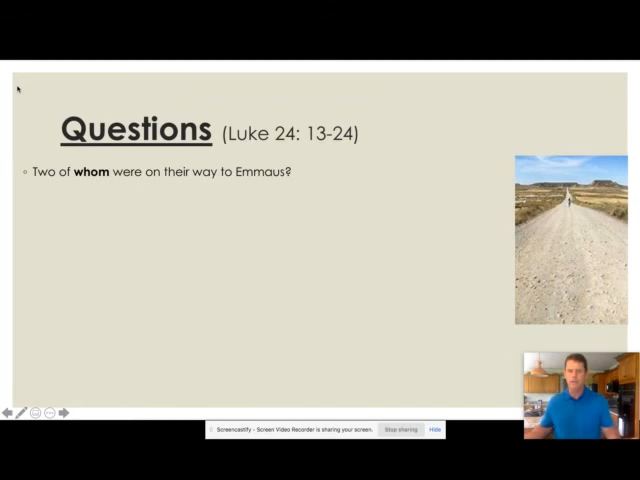 Questions (Luke 24: 13-24)
◦ Two of whom were on their way to Emmaus?
Screencastify - Screen Video Recorder is sharing your screen. Stop sharing Hide